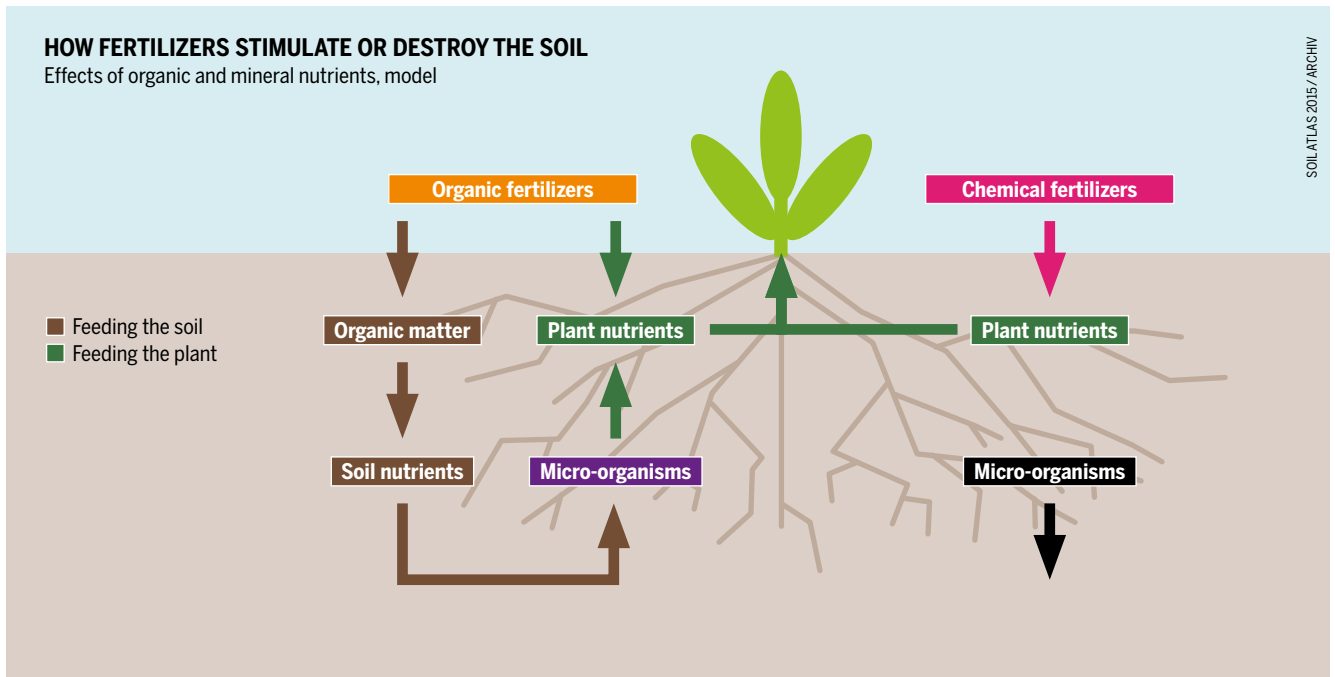 HOW FERTILIZERS STIMULATE OR DESTROY THE SOIL
Effects of organic and mineral nutrients, model
SOIL ATLAS 2015 / ARCHIV
Organic fertilizers
Chemical fertilizers
Feeding the soil
Feeding the plant
Organic matter
Plant nutrients
Plant nutrients
Soil nutrients
Micro-organisms
Micro-organisms